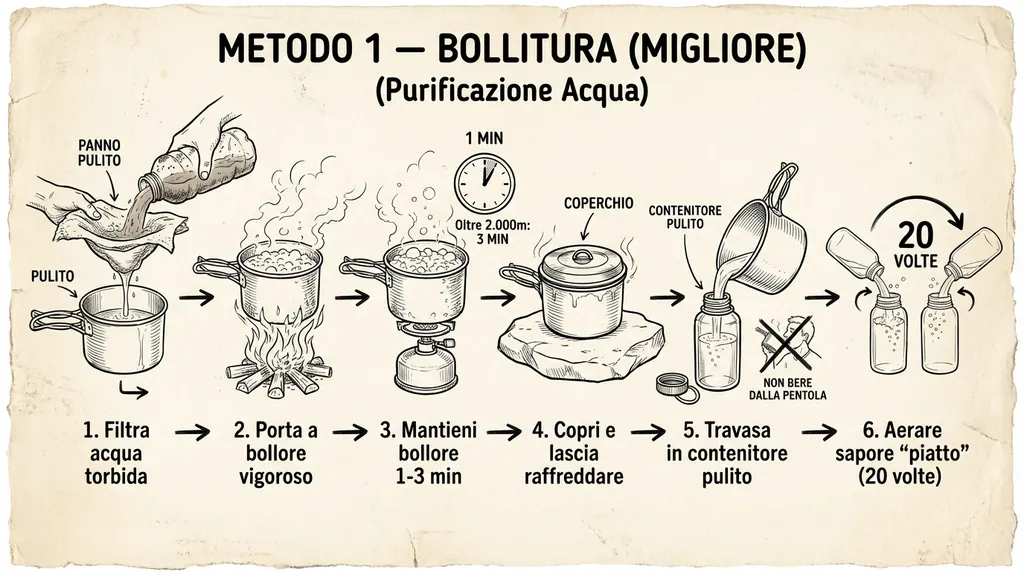 METODO 1 — BOLLITURA (MIGLIORE)
(Purificazione Acqua)
PANNO
PULITO
PULITO
1 MIN
Oltre 2.000m:
3 MIN
COPERCHIO
CONTENITORE
PULITO
NON BERE
DALLA PENTOLA
20
VOLTE
1. Filtra
acqua
torbida
2. Porta a
bollore
vigoroso
3. Mantieni
bollore
1-3 min
4. Copri e
lascia
raffreddare
5. Travasa
in contenitore
pulito
6. Aerare
sapore “piatto”
(20 volte)